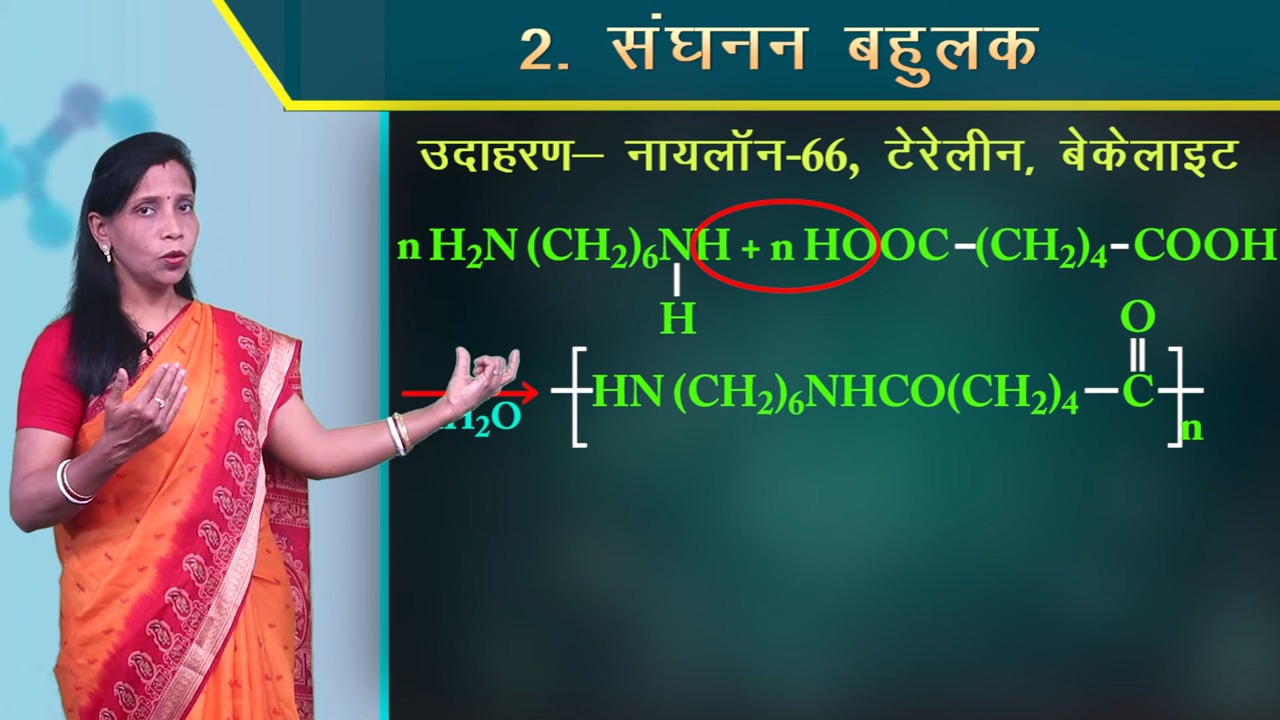 2. संघनन बहुलक
उदाहरण– नायलॉन-66, टेरेलीन, बेकेलाइट
n H₂N (CH₂)₆NH + n HOOC–(CH₂)₄–COOH
H
O
HN (CH₂)₆NHCO(CH₂)₄–C
H₂O
n